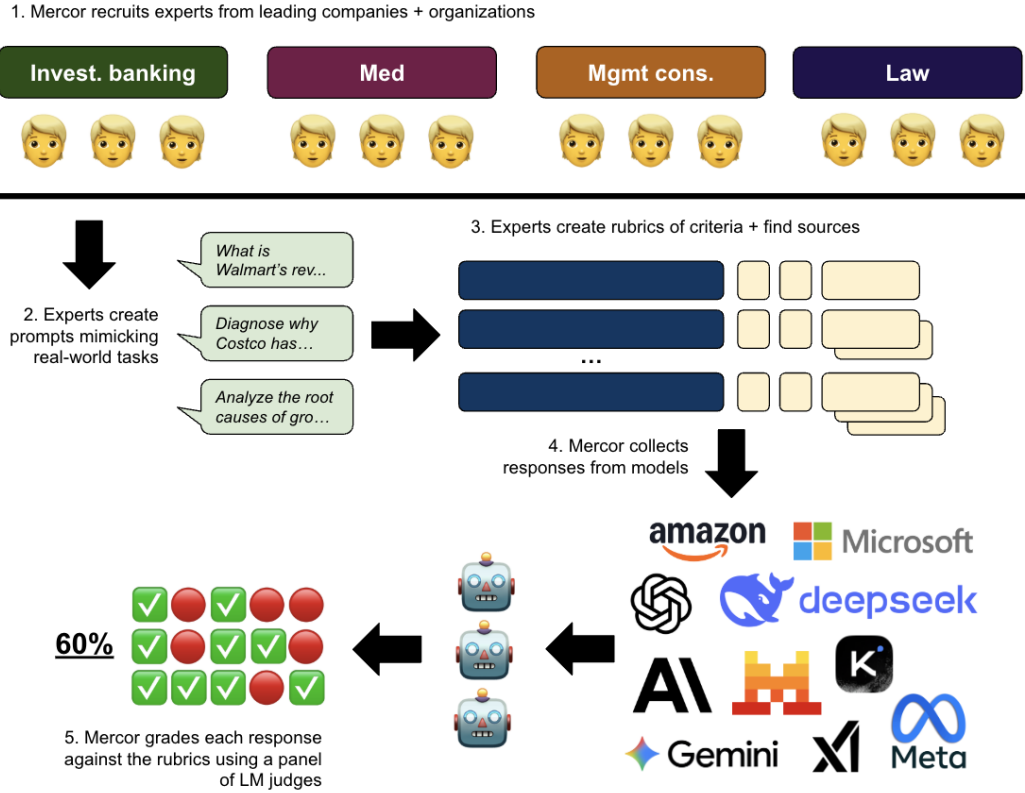 1. Mercor recruits experts from leading companies + organizations
Invest. banking
Med
Mgmt cons.
Law
2. Experts create
prompts mimicking
real-world tasks
What is
Walmart's rev...
Diagnose why
Costco has…
Analyze the root
causes of gro…
3. Experts create rubrics of criteria + find sources
...
4. Mercor collects
responses from models
amazon
Microsoft
deepseek
A\
K
Gemini
xI
Meta
60%
5. Mercor grades each response
against the rubrics using a panel
of LM judges